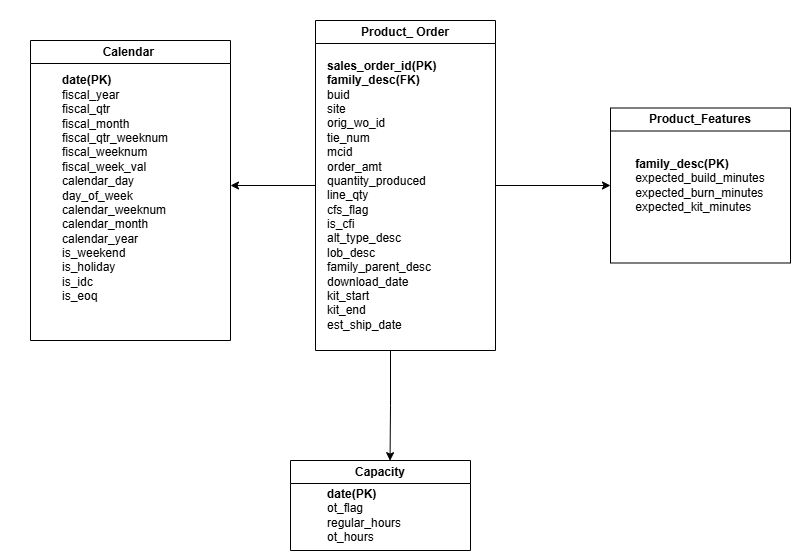 Calendar
date(PK)
fiscal_year
fiscal_qtr
fiscal_month
fiscal_qtr_weeknum
fiscal_weeknum
fiscal_week_val
calendar_day
day_of_week
calendar_weeknum
calendar_month
calendar_year
is_weekend
is_holiday
is_idc
is_eoq
Product_ Order
sales_order_id(PK)
family_desc(FK)
buid
site
orig_wo_id
tie_num
mcid
order_amt
quantity_produced
line_qty
cfs_flag
is_cfi
alt_type_desc
lob_desc
family_parent_desc
download_date
kit_start
kit_end
est_ship_date
Product_Features
family_desc(PK)
expected_build_minutes
expected_burn_minutes
expected_kit_minutes
Capacity
date(PK)
ot_flag
regular_hours
ot_hours